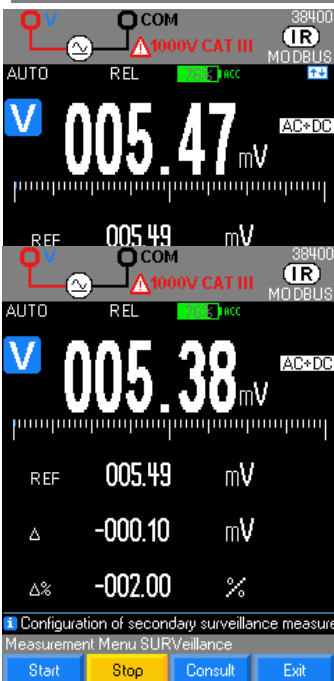 V COM 38400
IR
1000V CAT III MODBUS
AUTO REL ACC
V 005.47 mV AC+DC
REF 005.49 mV
V COM 38400
IR
1000V CAT III MODBUS
AUTO REL ACC
V 005.38 mV AC+DC
REF 005.49 mV
Δ -000.10 mV
Δ% -002.00 %
Configuration of secondary surveillance measure
Measurement Menu SURVeillance
Start Stop Consult Exit